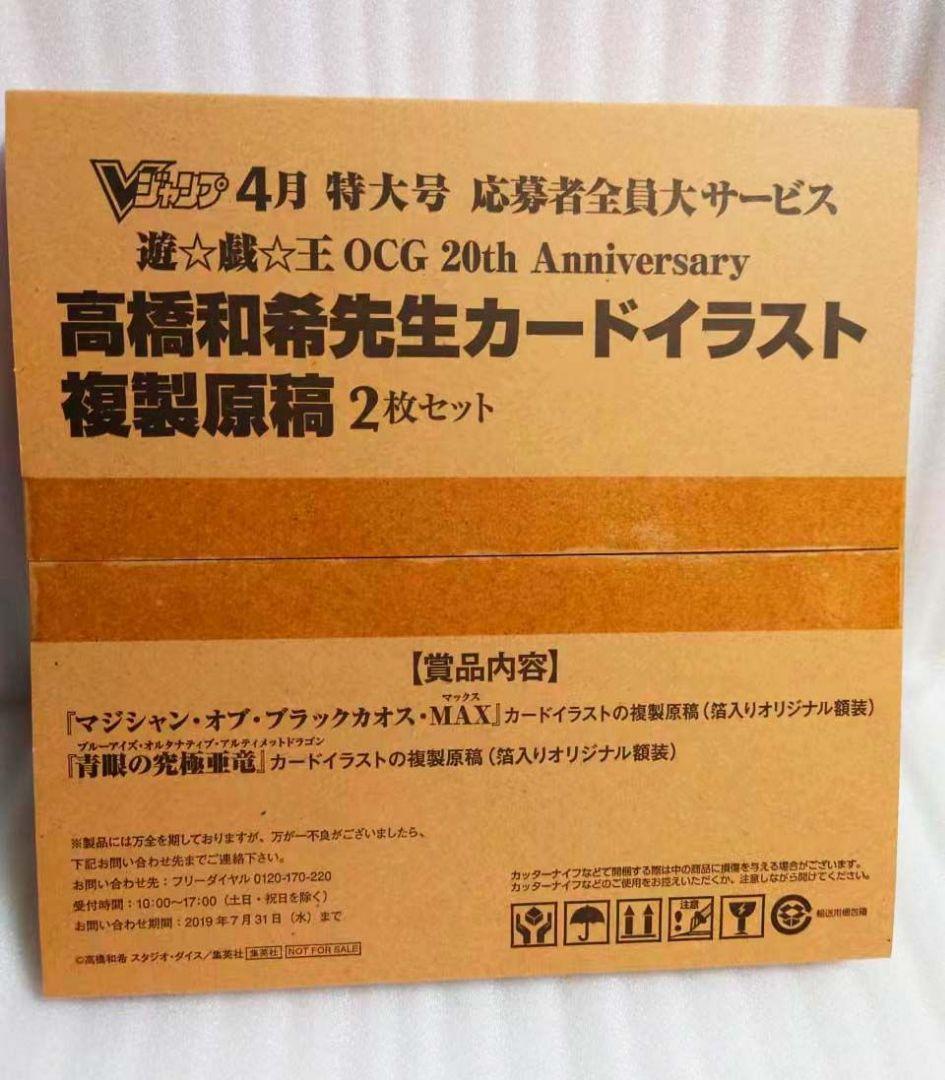 Vジャンプ 4月 特大号 応募者全員大サービス
遊☆戯☆王 OCG 20th Anniversary
高橋和希先生カードイラスト
複製原稿 2枚セット
【賞品内容】
マックス
『マジシャン・オブ・ブラックカオス・MAX』カードイラストの複製原稿(箔入りオリジナル額装)
ブルーアイズ・オルタナティブ・アルティメットドラゴン
『青眼の究極亜竜』カードイラストの複製原稿(箔入りオリジナル額装)
※製品には万全を期しておりますが、万が一不良がございましたら、
下記お問い合わせ先までご連絡下さい。
お問い合わせ先：フリーダイヤル 0120-170-220
受付時間：10:00〜17:00（土日・祝日を除く）
お問い合わせ期間：2019年7月31日（水）まで
©高橋和希 スタジオ・ダイス／集英社 集英社 NOT FOR SALE
カッターナイフなどで開梱する際は中の商品に損傷を与える場合がございます。
カッターナイフなどのご使用をお控えいただくか、注意しながら開けてください。
注意
輸送用梱包箱